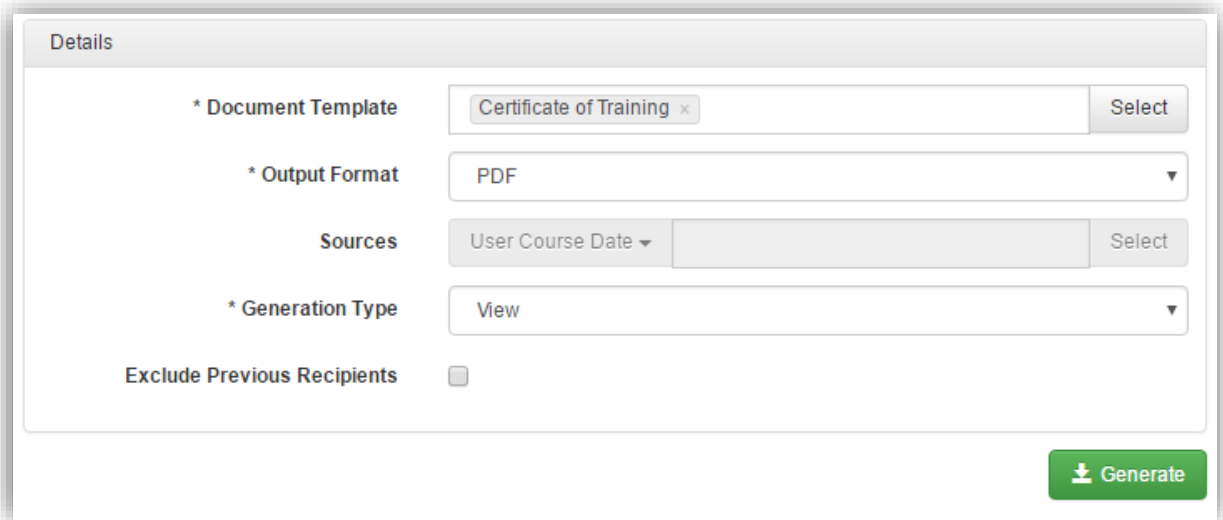 Details
* Document Template Certificate of Training × Select
* Output Format PDF
Sources User Course Date Select
* Generation Type View
Exclude Previous Recipients
Generate